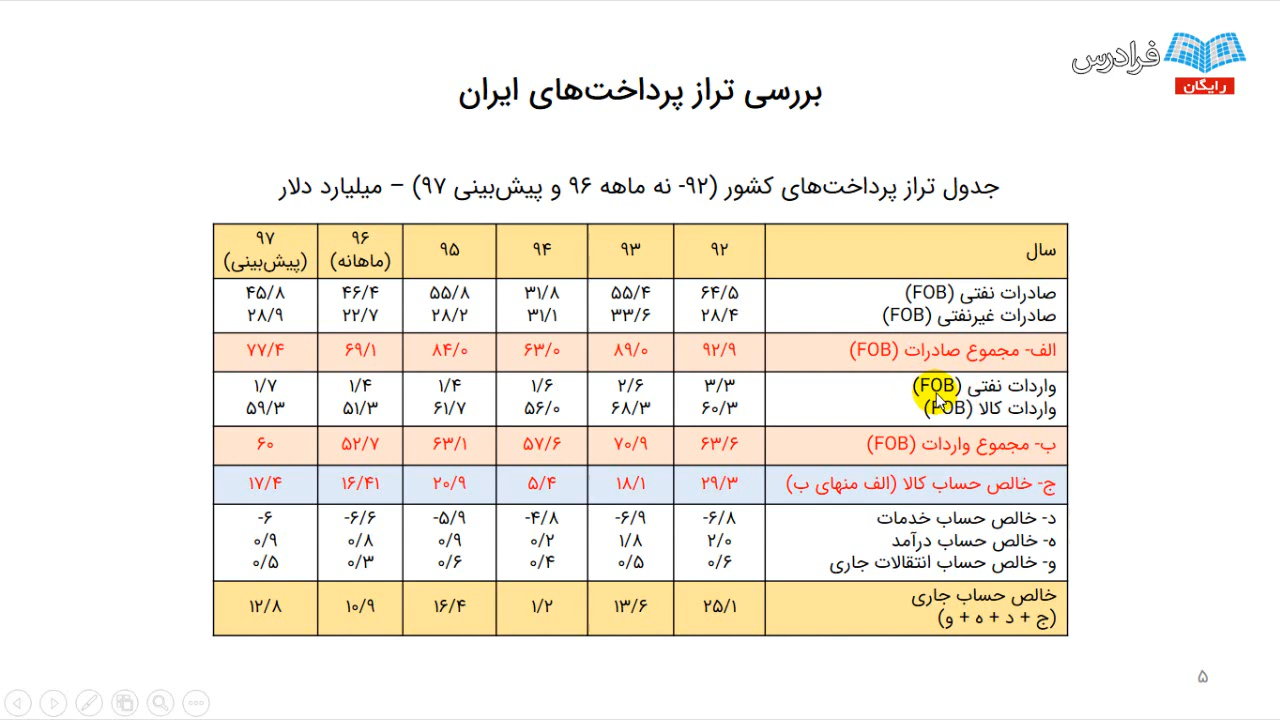 فرادرس
رایگان
بررسی تراز پرداخت‌های ایران
جدول تراز پرداخت‌های کشور (۹۲- نه ماهه ۹۶ و پیش‌بینی ۹۷) – میلیارد دلار
سال ۹۲ ۹۳ ۹۴ ۹۵ ۹۶ (ماهانه) ۹۷ (پیش‌بینی)
صادرات نفتی (FOB) ۶۴/۵ ۵۵/۴ ۳۱/۸ ۵۵/۸ ۴۶/۴ ۴۵/۸
صادرات غیرنفتی (FOB) ۲۸/۴ ۳۳/۶ ۳۱/۱ ۲۸/۲ ۲۲/۷ ۲۸/۹
الف- مجموع صادرات (FOB) ۹۲/۹ ۸۹/۰ ۶۳/۰ ۸۴/۰ ۶۹/۱ ۷۷/۴
واردات نفتی (FOB) ۳/۳ ۲/۶ ۱/۶ ۱/۴ ۱/۴ ۱/۷
واردات کالا (FOB) ۶۰/۳ ۶۸/۳ ۵۶/۰ ۶۱/۷ ۵۱/۳ ۵۹/۳
ب- مجموع واردات (FOB) ۶۳/۶ ۷۰/۹ ۵۷/۶ ۶۳/۱ ۵۲/۷ ۶۰
ج- خالص حساب کالا (الف منهای ب) ۲۹/۳ ۱۸/۱ ۵/۴ ۲۰/۹ ۱۶/۴۱ ۱۷/۴
د- خالص حساب خدمات -۶/۸ -۶/۹ -۴/۸ -۵/۹ -۶/۶ -۶
ه- خالص حساب درآمد ۲/۰ ۱/۸ ۰/۲ ۰/۹ ۰/۸ ۰/۹
و- خالص حساب انتقالات جاری ۰/۶ ۰/۵ ۰/۴ ۰/۶ ۰/۳ ۰/۵
خالص حساب جاری
(ج + د + ه + و) ۲۵/۱ ۱۳/۶ ۱/۲ ۱۶/۴ ۱۰/۹ ۱۲/۸
۵